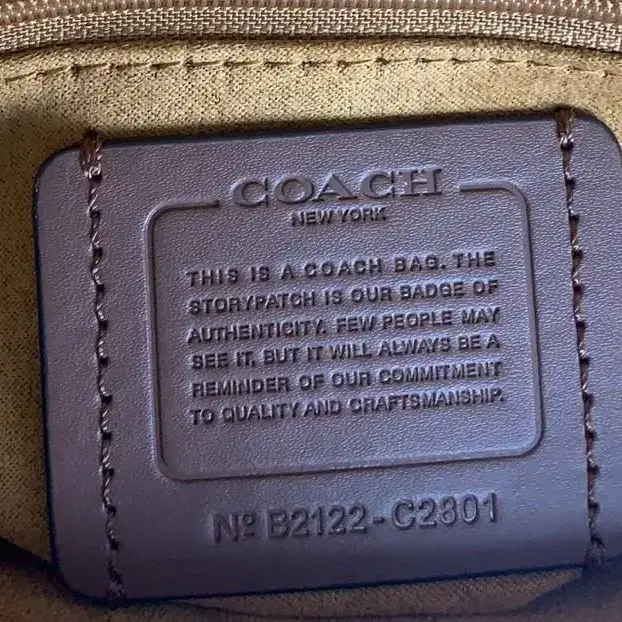 COACH
NEW YORK
THIS IS A COACH BAG. THE
STORYPATCH IS OUR BADGE OF
AUTHENTICITY. FEW PEOPLE MAY
SEE IT, BUT IT WILL ALWAYS BE A
REMINDER OF OUR COMMITMENT
TO QUALITY AND CRAFTSMANSHIP.
Nº B2122-C2801